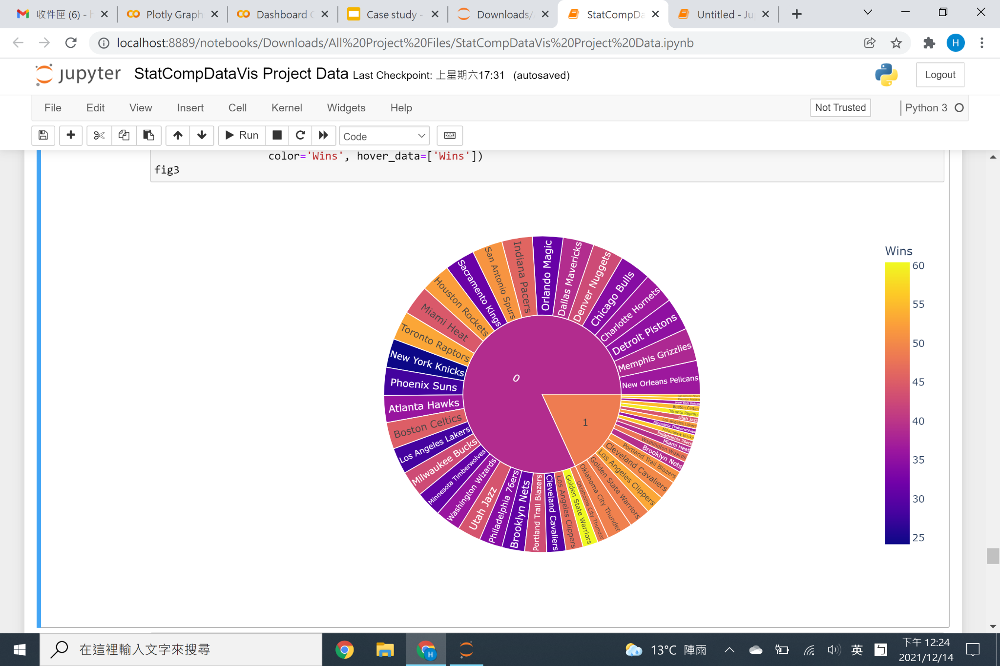 收件匣 (6) - h
Plotly Graph
Dashboard
Case study -
Downloads/
StatCompDa
Untitled - Ju
localhost:8889/notebooks/Downloads/All%20Project%20Files/StatCompDataVis%20Project%20Data.ipynb
H
jupyter StatCompDataVis Project Data Last Checkpoint: 上星期六17:31 (autosaved)
Logout
File Edit View Insert Cell Kernel Widgets Help
Not Trusted
Python 3
Run
Code
color='Wins', hover_data=['Wins'])
fig3
Wins
60
55
50
45
40
35
30
25
0
1
New Orleans Pelicans
Memphis Grizzlies
Detroit Pistons
Charlotte Hornets
Chicago Bulls
Denver Nuggets
Dallas Mavericks
Orlando Magic
Indiana Pacers
San Antonio Spurs
Sacramento Kings
Houston Rockets
Miami Heat
Toronto Raptors
New York Knicks
Phoenix Suns
Atlanta Hawks
Boston Celtics
Los Angeles Lakers
Milwaukee Bucks
Minnesota Timberwolves
Washington Wizards
Utah Jazz
Philadelphia 76ers
Brooklyn Nets
Portland Trail Blazers
Cleveland Cavaliers
Los Angeles Clippers
Golden State Warriors
Oklahoma City Thunder
Oklahoma City Thunder
Golden State Warriors
Los Angeles Clippers
Cleveland Cavaliers
Portland Trail Blazers
Brooklyn Nets
Washington Wizards
Miami Heat
Philadelphia 76ers
Milwaukee Bucks
Minnesota Timberwolves
Los Angeles Lakers
Utah Jazz
Toronto Raptors
Boston Celtics
New York Knicks
Houston Rockets
San Antonio Spurs
在這裡輸入文字來搜尋
H
13°C 陣雨
英
ㄅ
下午 12:24
2021/12/14